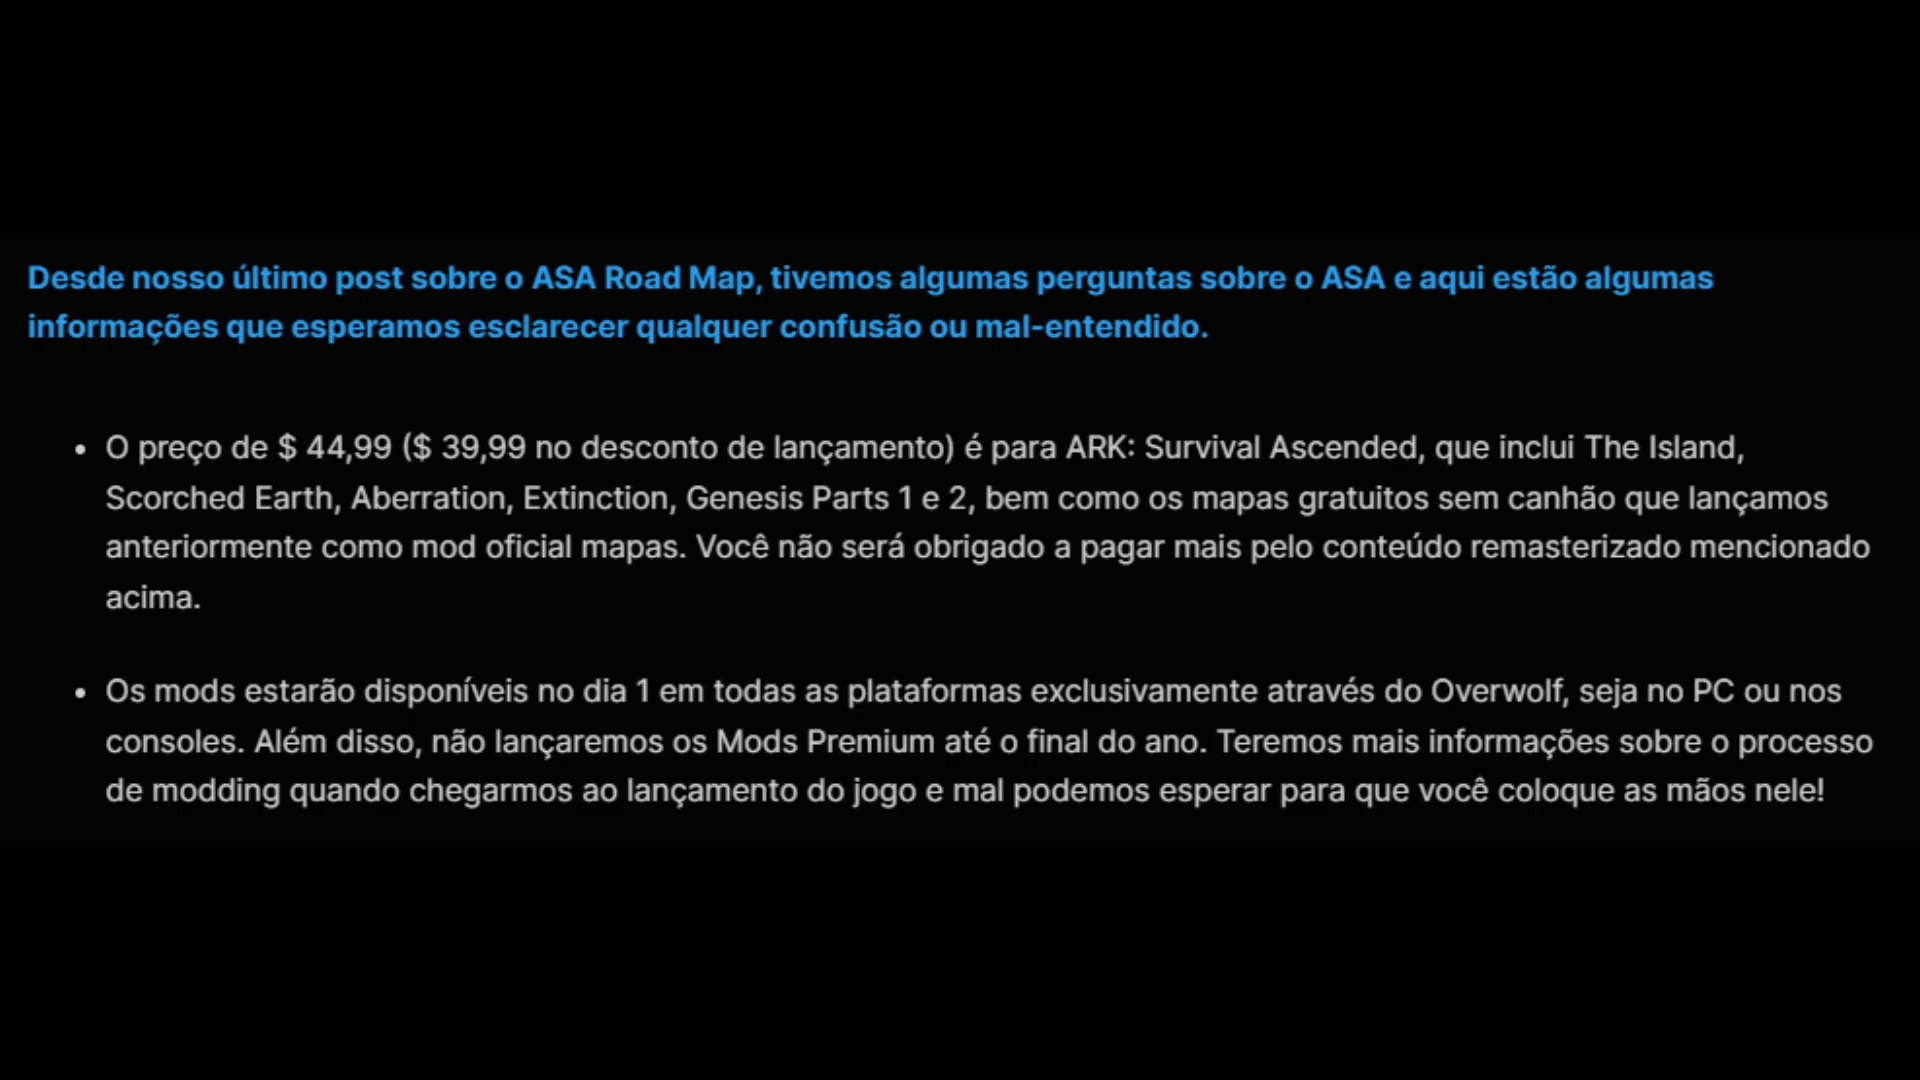 Desde nosso último post sobre o ASA Road Map, tivemos algumas perguntas sobre o ASA e aqui estão algumas
informações que esperamos esclarecer qualquer confusão ou mal-entendido.
• O preço de $ 44,99 ($ 39,99 no desconto de lançamento) é para ARK: Survival Ascended, que inclui The Island,
Scorched Earth, Aberration, Extinction, Genesis Parts 1 e 2, bem como os mapas gratuitos sem canhão que lançamos
anteriormente como mod oficial mapas. Você não será obrigado a pagar mais pelo conteúdo remasterizado mencionado
acima.
• Os mods estarão disponíveis no dia 1 em todas as plataformas exclusivamente através do Overwolf, seja no PC ou nos
consoles. Além disso, não lançaremos os Mods Premium até o final do ano. Teremos mais informações sobre o processo
de modding quando chegarmos ao lançamento do jogo e mal podemos esperar para que você coloque as mãos nele!